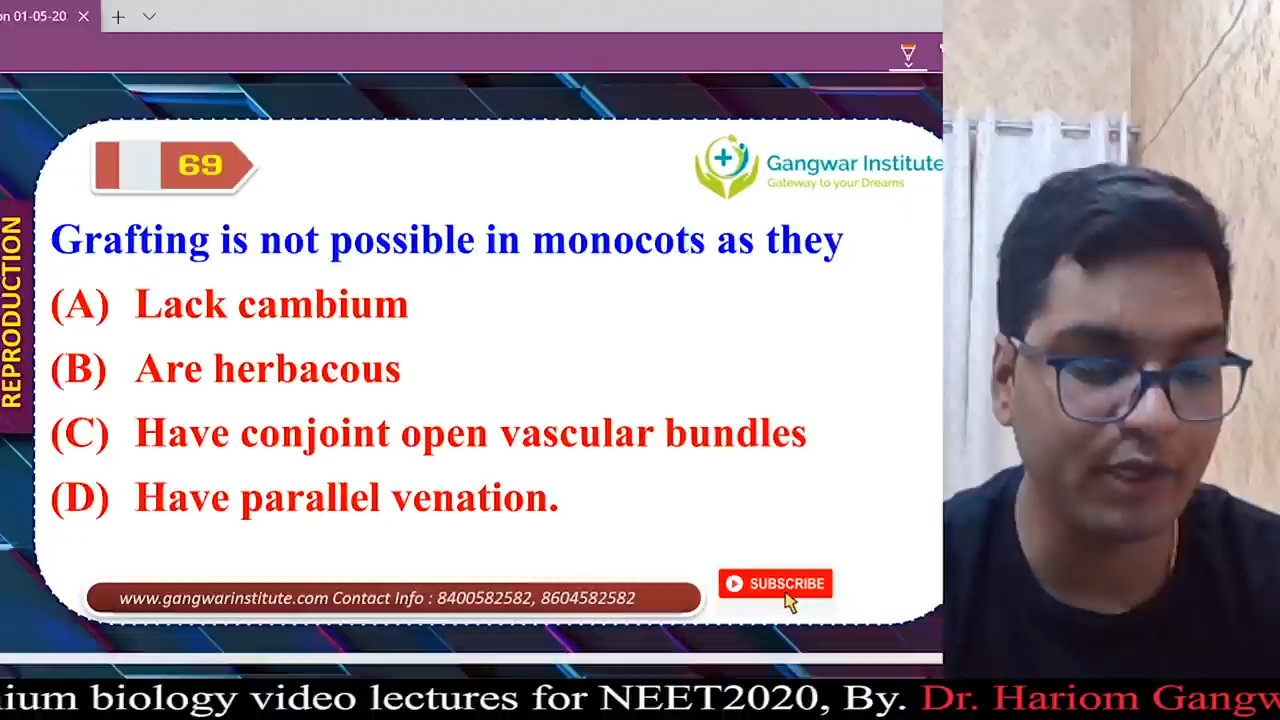 on 01-05-20
69
Gangwar Institute
Gateway to your Dreams
REPRODUCTION
Grafting is not possible in monocots as they
(A) Lack cambium
(B) Are herbacous
(C) Have conjoint open vascular bundles
(D) Have parallel venation.
www.gangwarinstitute.com Contact Info : 8400582582, 8604582582
SUBSCRIBE
nium biology video lectures for NEET2020, By. Dr. Hariom Gangw